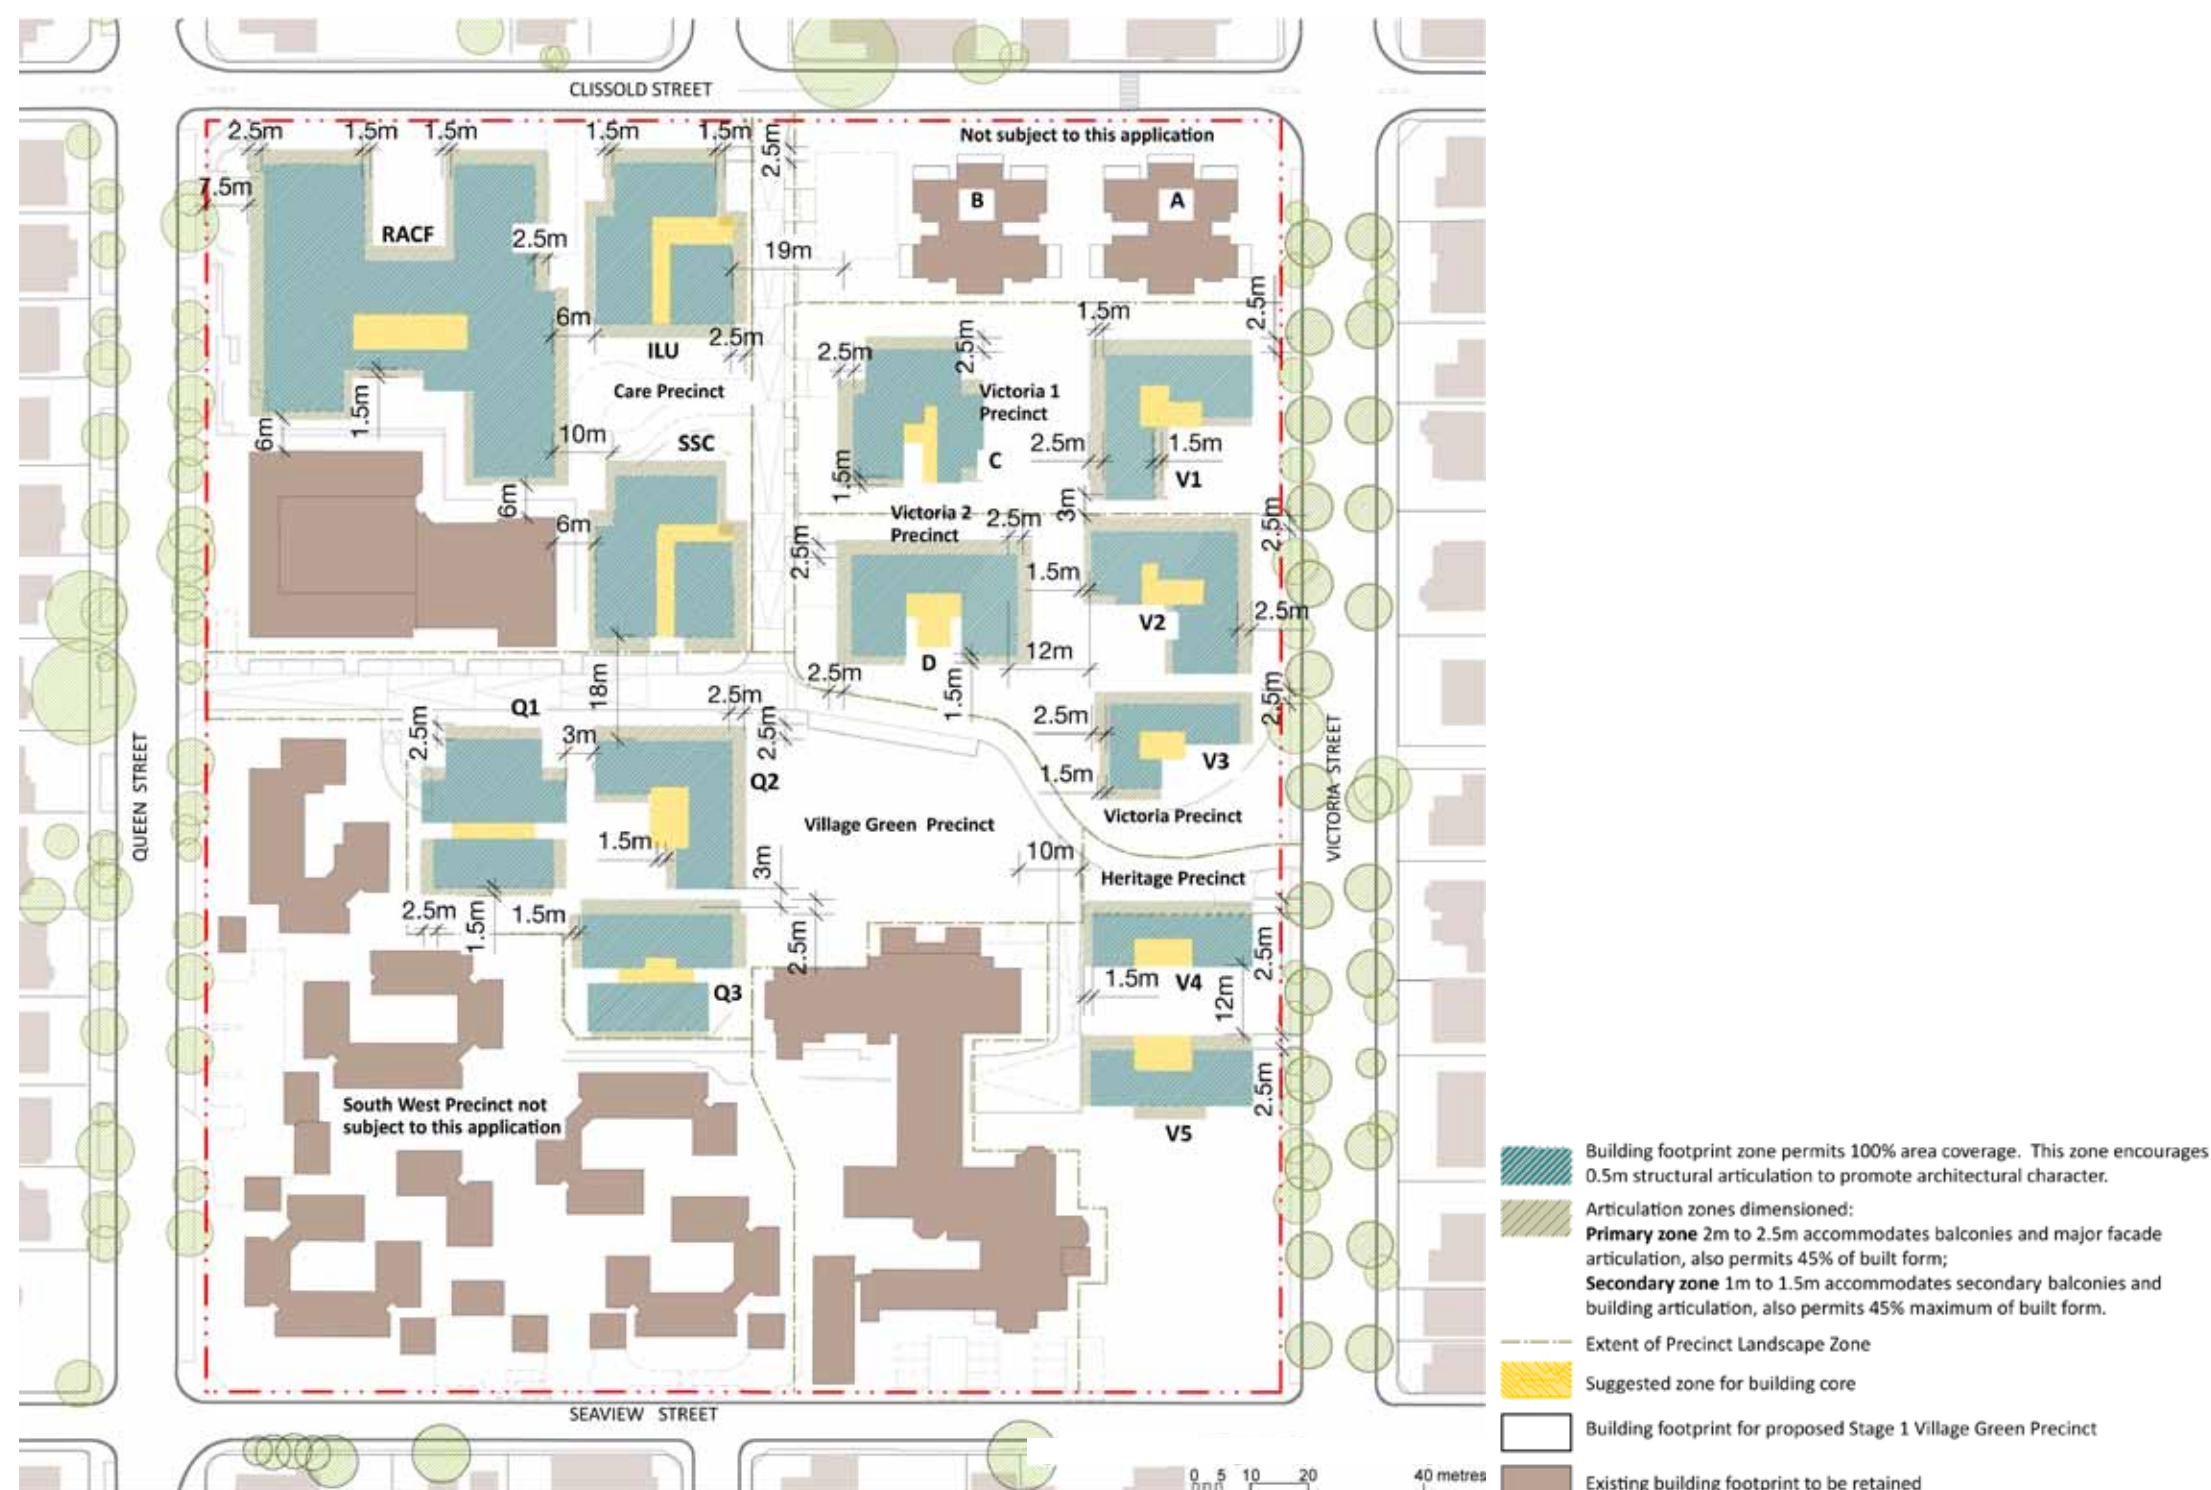 CLISSOLD STREET
2.5m
1.5m
1.5m
1.5m
1.5m
2.5m
Not subject to this application
7.5m
RACF
2.5m
19m
B
A
6m
ILU
2.5m
2.5m
2.5m
1.5m
2.5m
Care Precinct
Victoria 1
Precinct
1.5m
6m
10m
SSC
2.5m
1.5m
C
1.5m
V1
6m
6m
3m
Victoria 2
Precinct
2.5m
2.5m
2.5m
1.5m
V2
2.5m
D
12m
2.5m
1.5m
18m
Q1
2.5m
2.5m
2.5m
3m
2.5m
2.5m
V3
1.5m
Q2
QUEEN STREET
VICTORIA STREET
Village Green Precinct
Victoria Precinct
1.5m
3m
10m
Heritage Precinct
2.5m
1.5m
1.5m
2.5m
2.5m
1.5m
V4
12m
Q3
2.5m
V5
South West Precinct not
subject to this application
SEAVIEW STREET
0 5 10 20 40 metres
Building footprint zone permits 100% area coverage. This zone encourages
0.5m structural articulation to promote architectural character.
Articulation zones dimensioned:
Primary zone 2m to 2.5m accommodates balconies and major facade
articulation, also permits 45% of built form;
Secondary zone 1m to 1.5m accommodates secondary balconies and
building articulation, also permits 45% maximum of built form.
Extent of Precinct Landscape Zone
Suggested zone for building core
Building footprint for proposed Stage 1 Village Green Precinct
Existing building footprint to be retained